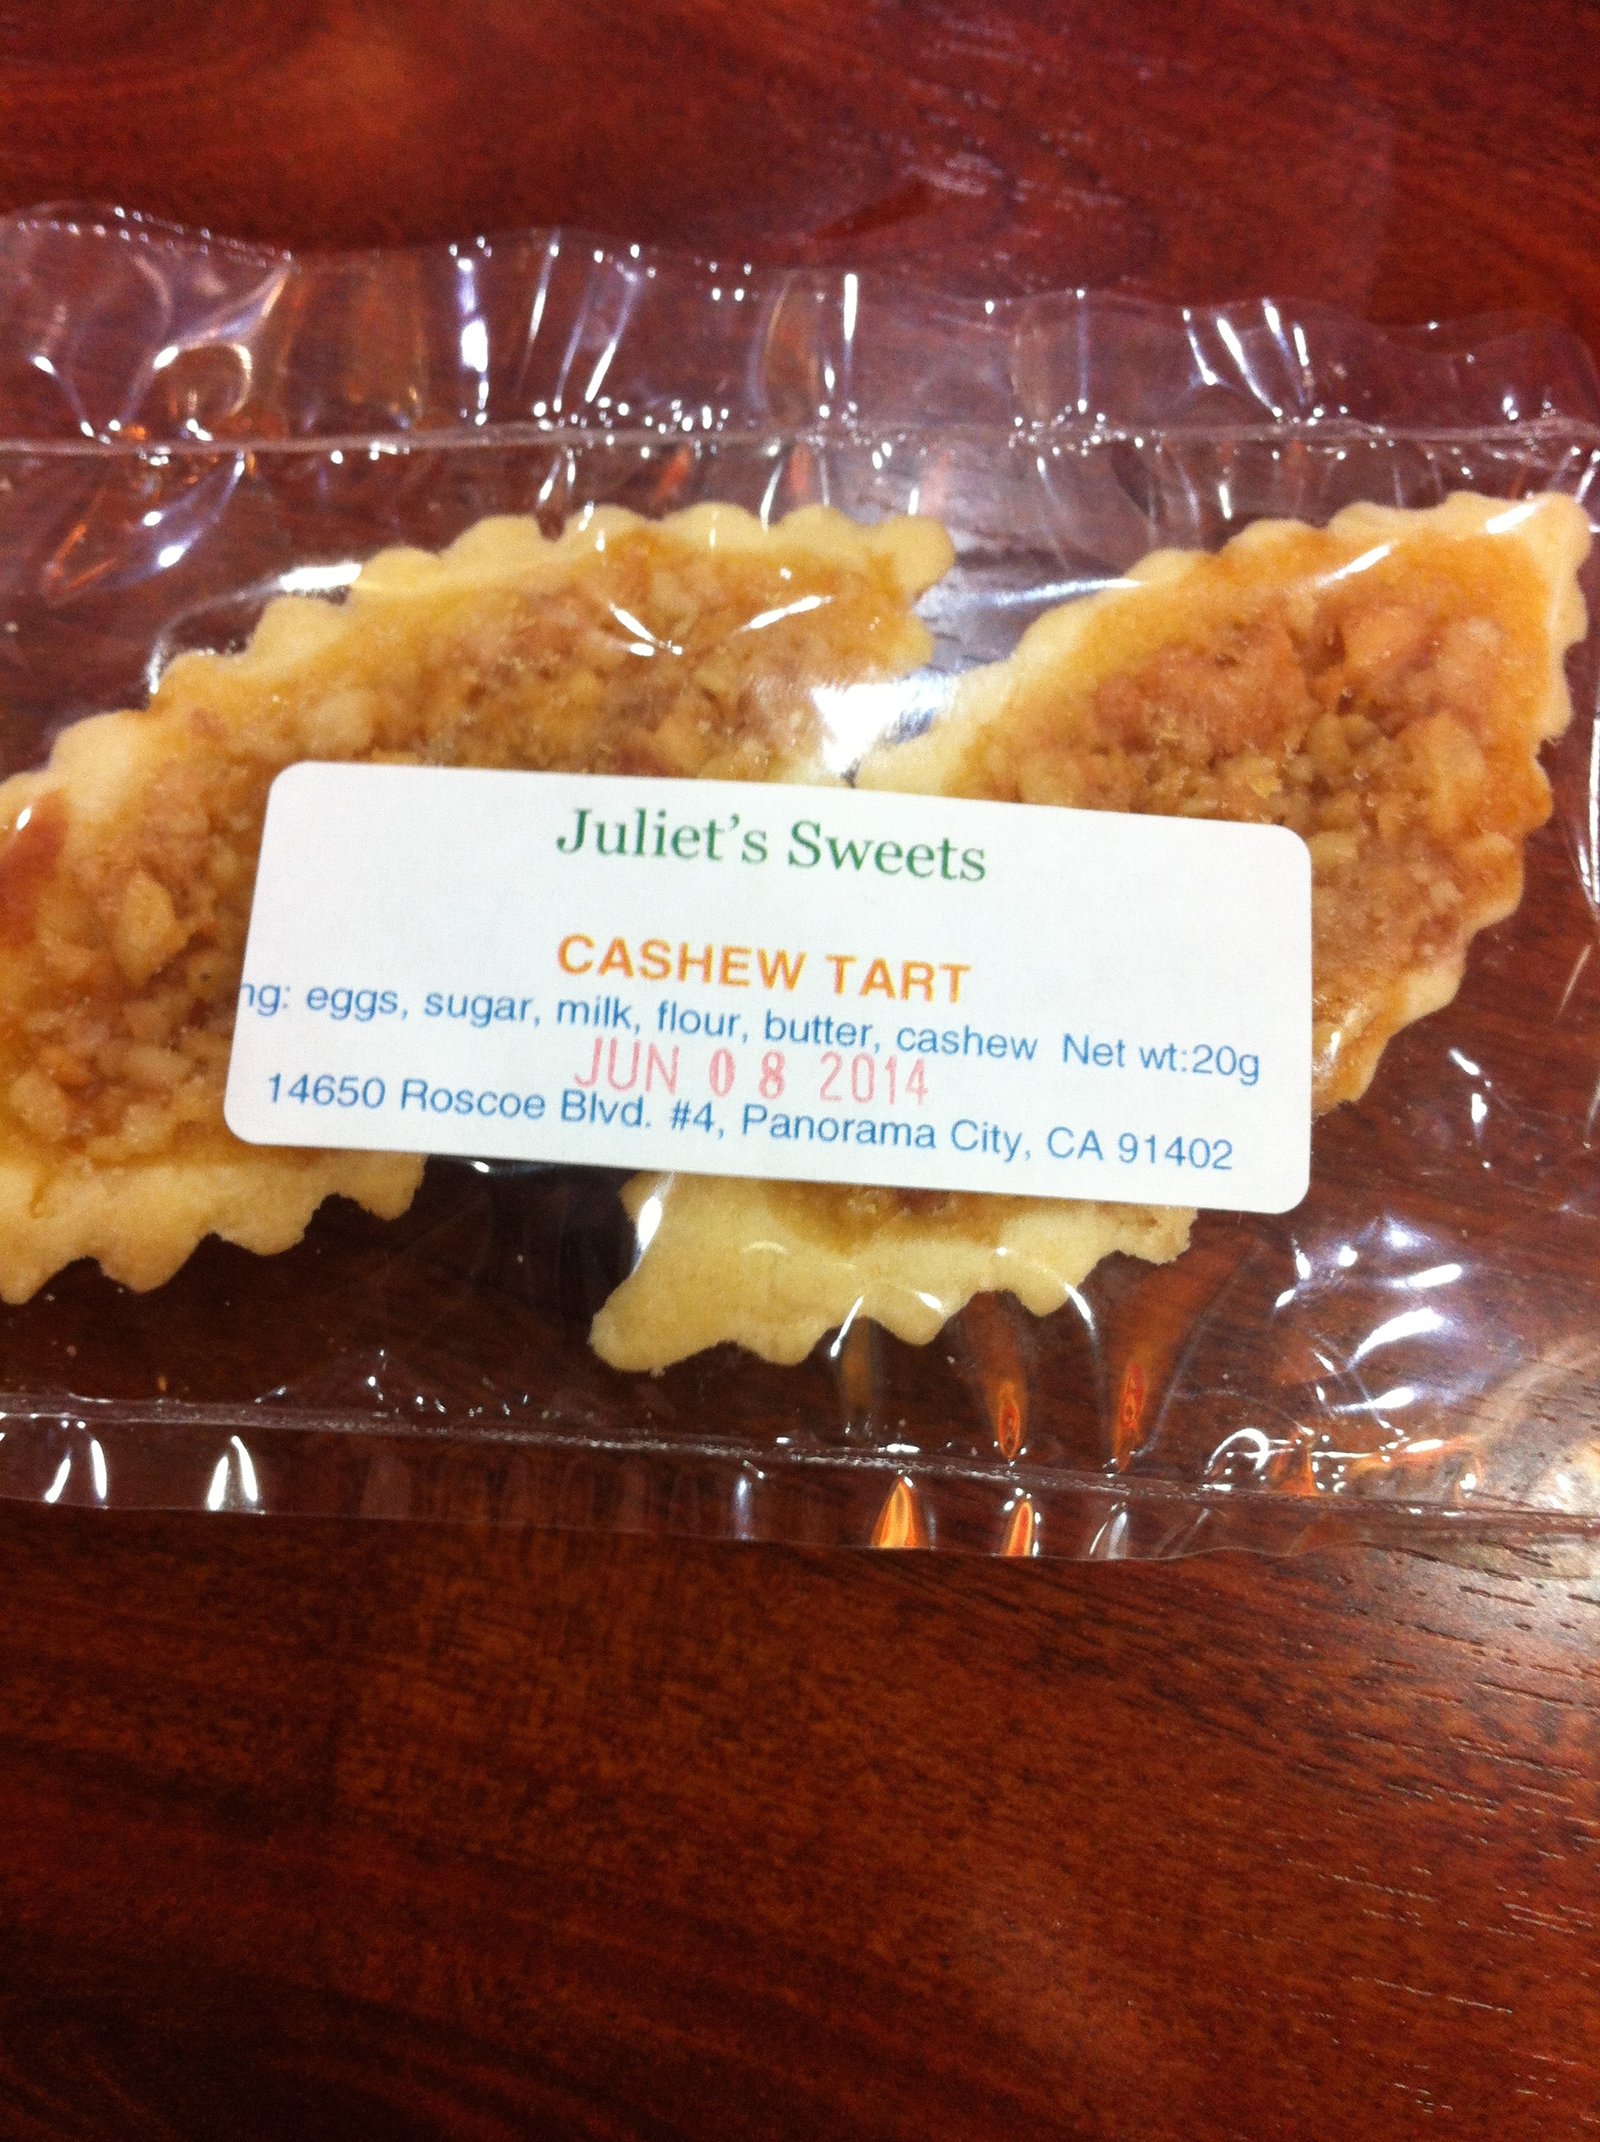 Juliet's Sweets
CASHEW TART
ng: eggs, sugar, milk, flour, butter, cashew Net wt:20g
JUN 08 2014
14650 Roscoe Blvd. #4, Panorama City, CA 91402